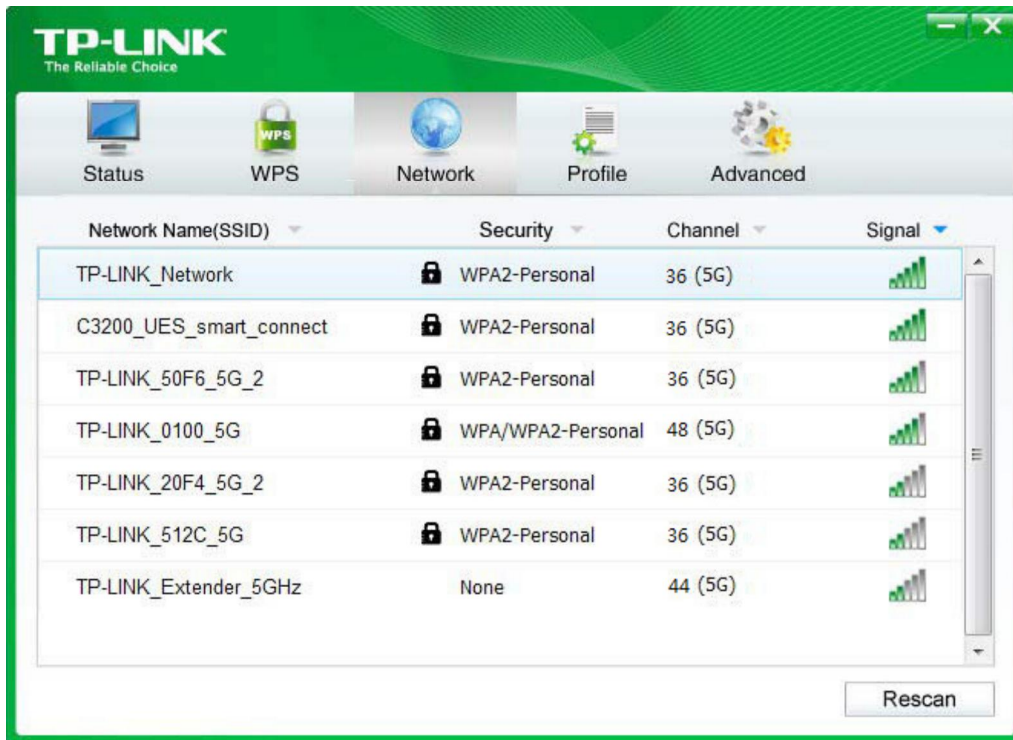 TP-LINK
The Reliable Choice
Status WPS Network Profile Advanced
WPS
Network Name(SSID) Security Channel Signal
TP-LINK_Network WPA2-Personal 36 (5G)
C3200_UES_smart_connect WPA2-Personal 36 (5G)
TP-LINK_50F6_5G_2 WPA2-Personal 36 (5G)
TP-LINK_0100_5G WPA/WPA2-Personal 48 (5G)
TP-LINK_20F4_5G_2 WPA2-Personal 36 (5G)
TP-LINK_512C_5G WPA2-Personal 36 (5G)
TP-LINK_Extender_5GHz None 44 (5G)
Rescan